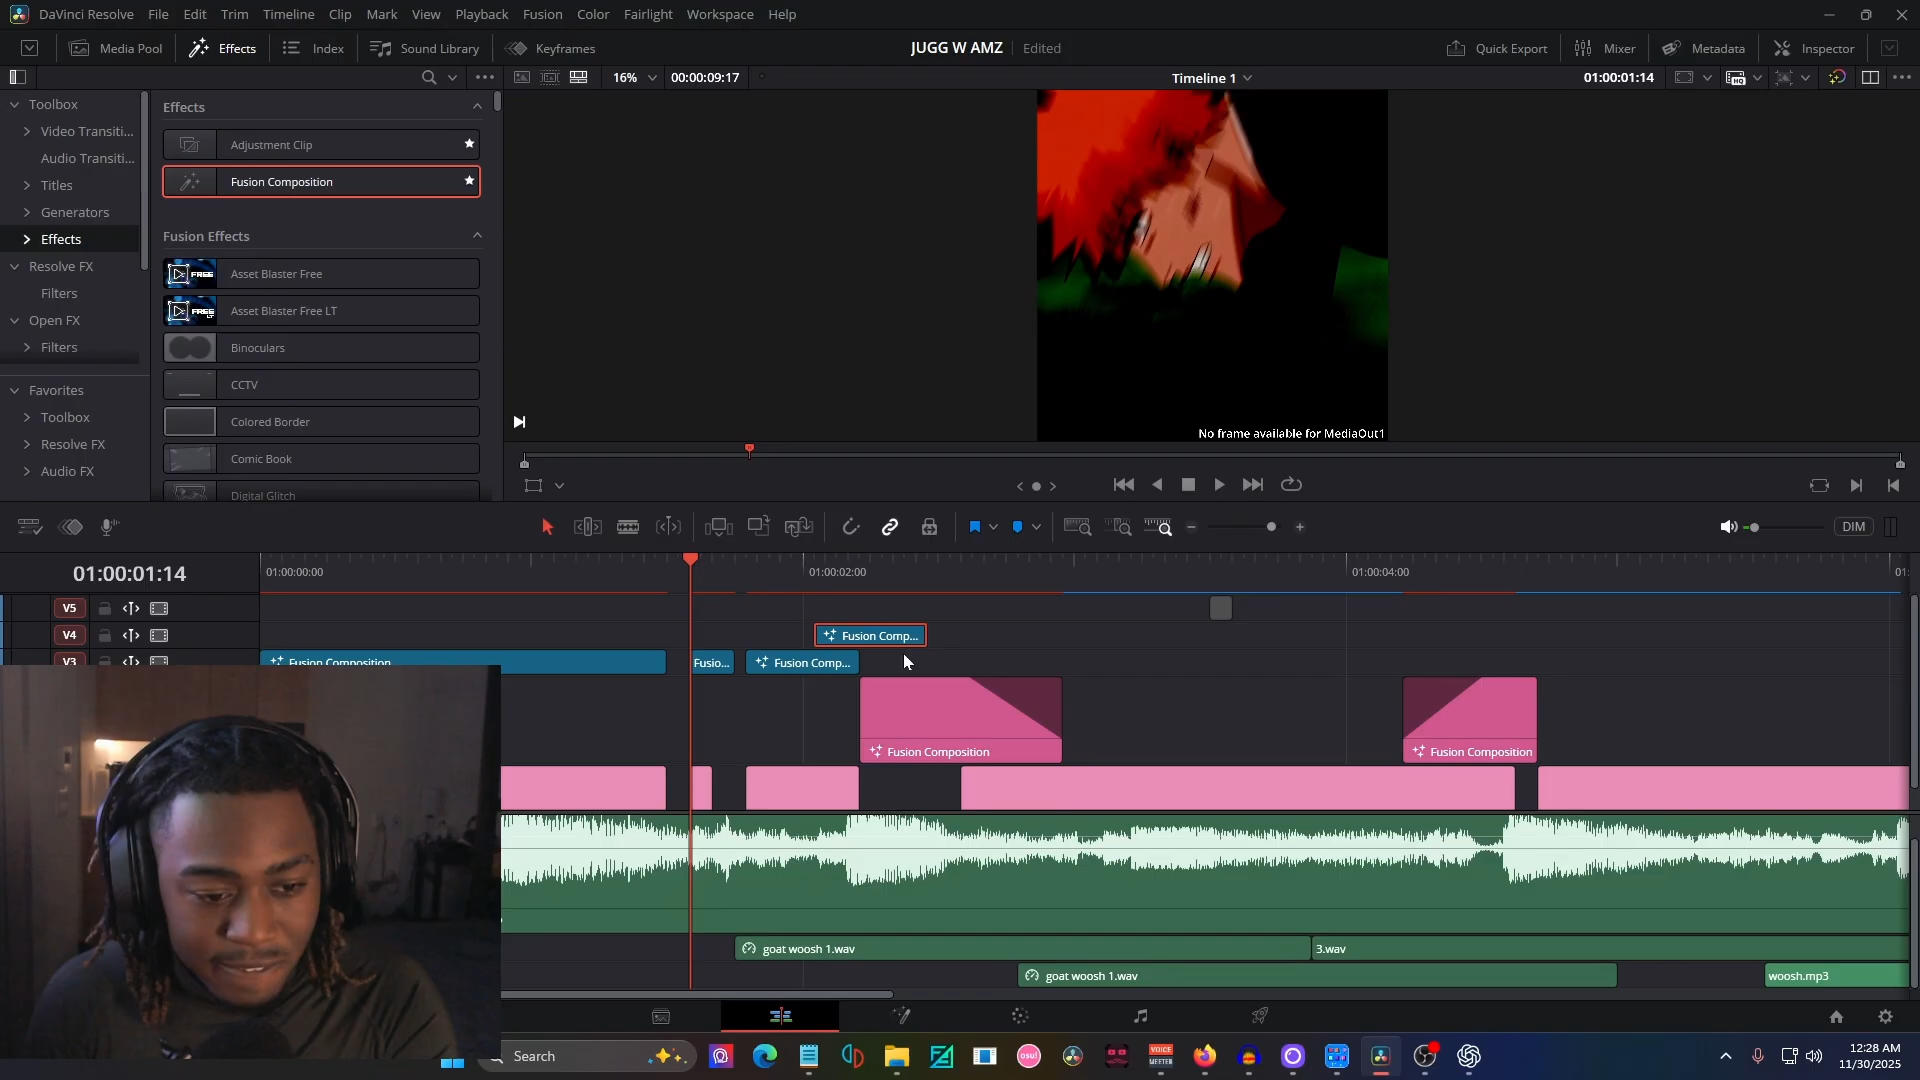 DaVinci Resolve File Edit Trim Timeline Clip Mark View Playback Fusion Color Fairlight Workspace Help
Media Pool Effects Index Sound Library Keyframes JUGG W AMZ Edited Quick Export Mixer Metadata Inspector
16% 00:00:09:17 Timeline 1 01:00:01:14
Toolbox
Video Transiti...
Audio Transiti...
Titles
Generators
Effects
Resolve FX
Filters
Open FX
Filters
Favorites
Toolbox
Resolve FX
Audio FX
Effects
Adjustment Clip
Fusion Composition
Fusion Effects
FREE Asset Blaster Free
FREE Asset Blaster Free LT
Binoculars
CCTV
Colored Border
Comic Book
Digital Glitch
No frame available for MediaOut1
DIM
01:00:01:14 01:00:00:00 01:00:02:00 01:00:04:00 01:
V5
V4 Fusion Comp...
V3 Fusion Composition Fusio... Fusion Comp...
Fusion Composition Fusion Composition
goat woosh 1.wav 3.wav
goat woosh 1.wav woosh.mp3
Search osu! VOICE MEETER 12:28 AM
11/30/2025